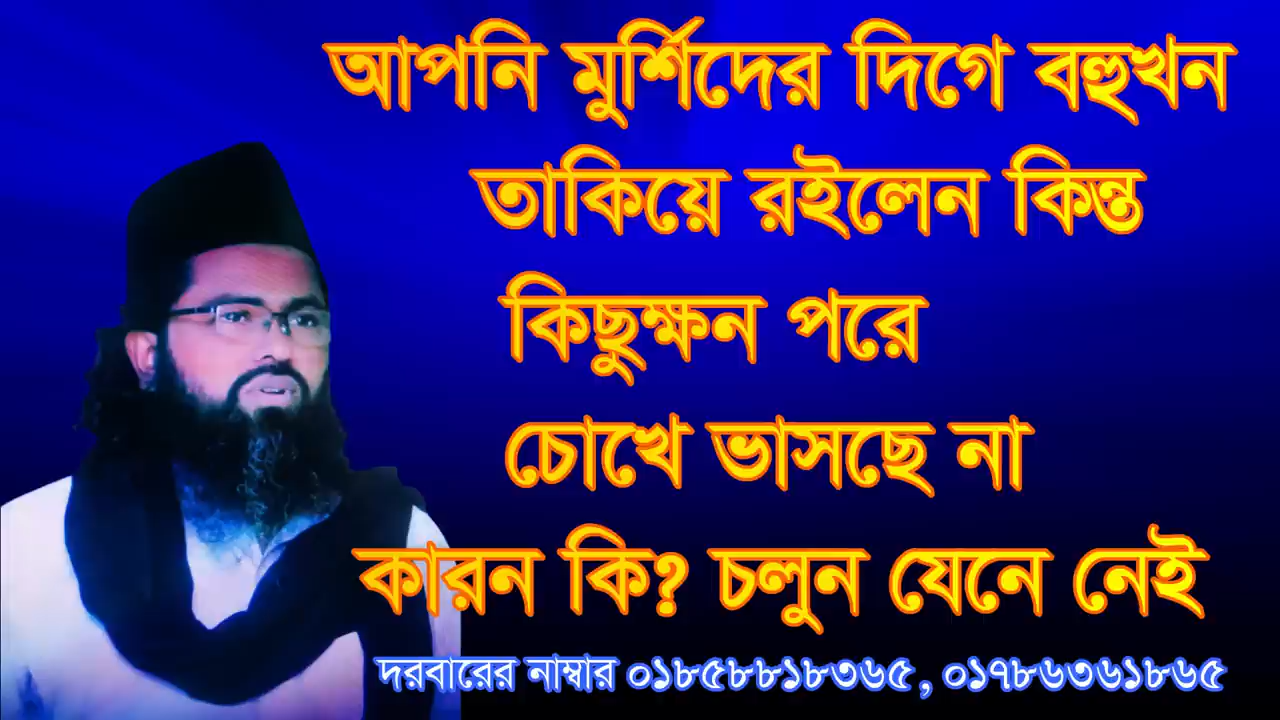 আপনি মুর্শিদের দিগে বহুখন
তাকিয়ে রইলেন কিন্ত
কিছুক্ষন পরে
চোখে ভাসছে না
কারন কি? চলুন যেনে নেই
দরবারের নাম্বার ০১৮৫৮৮১৮৩৬৫, ০১৭৮৬৩৬১৮৬৫